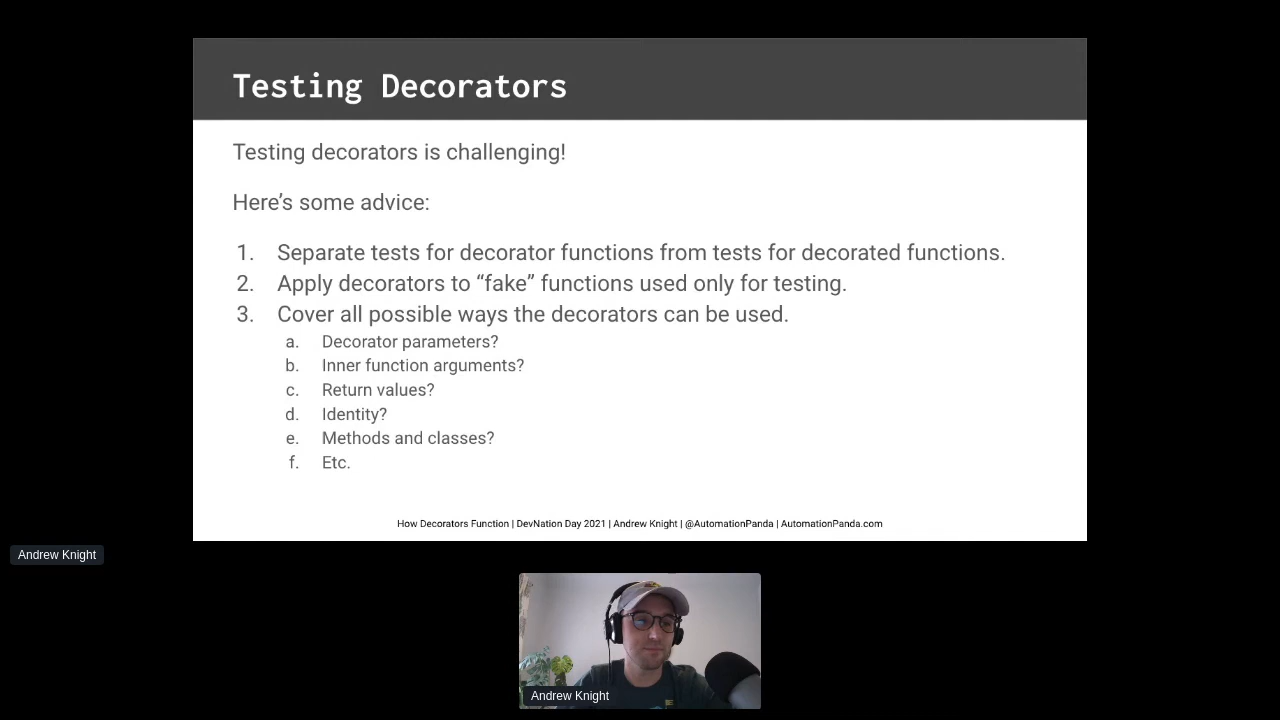 Testing Decorators
Testing decorators is challenging!
Here’s some advice:
1. Separate tests for decorator functions from tests for decorated functions.
2. Apply decorators to “fake” functions used only for testing.
3. Cover all possible ways the decorators can be used.
a. Decorator parameters?
b. Inner function arguments?
c. Return values?
d. Identity?
e. Methods and classes?
f. Etc.
How Decorators Function | DevNation Day 2021 | Andrew Knight | @AutomationPanda | AutomationPanda.com
Andrew Knight
Andrew Knight